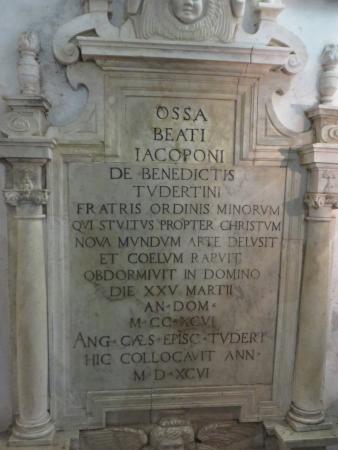 OSSA
BEATI
IACOPONI
DE BENEDICTIS
TVDERTINI
FRATRIS ORDINIS MINORVM
QVI STVLTVS PROPTER CHRISTVM
NOVA MVNDVM ARTE DELVSIT
ET COELVM RAPVIT
OBDORMIVIT IN DOMINO
DIE XXV MARTII
AN·DOM·
M·CC·XCVI
ANG·CÆS·EPISC·TVDERT
HIC COLLOCAVIT ANN·
M·D·XCVI